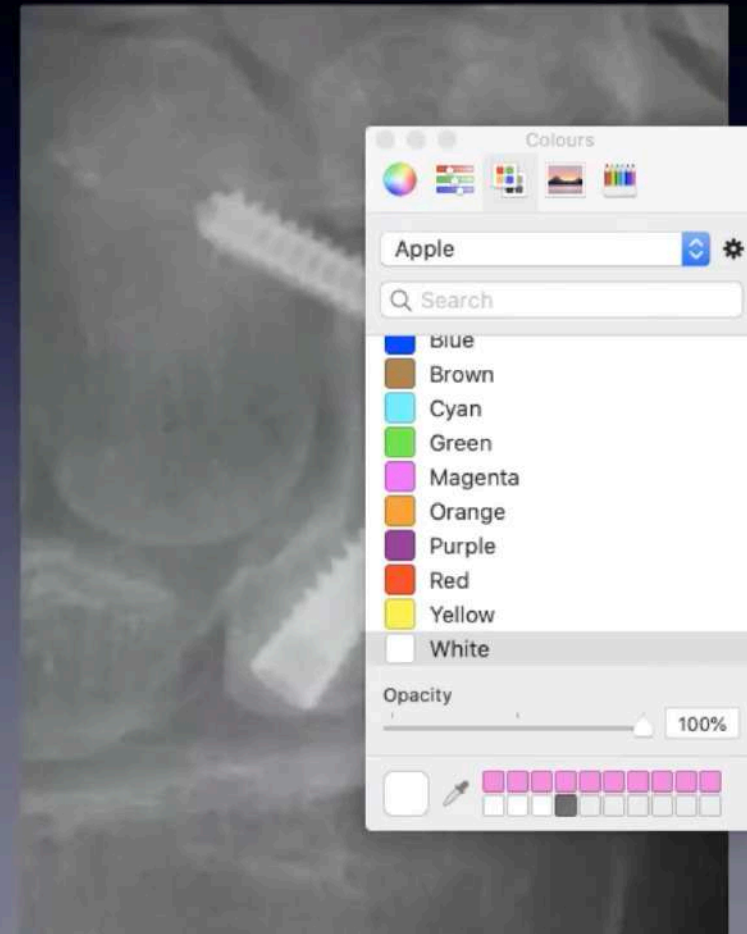 Colours
Apple
Search
Blue
Brown
Cyan
Green
Magenta
Orange
Purple
Red
Yellow
White
Opacity
100%